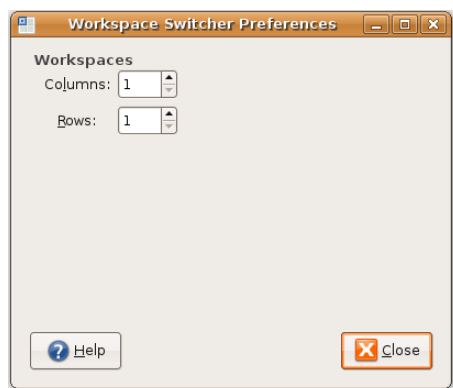 Workspace Switcher Preferences
Workspaces
Columns: 1
Rows: 1
Help
Close